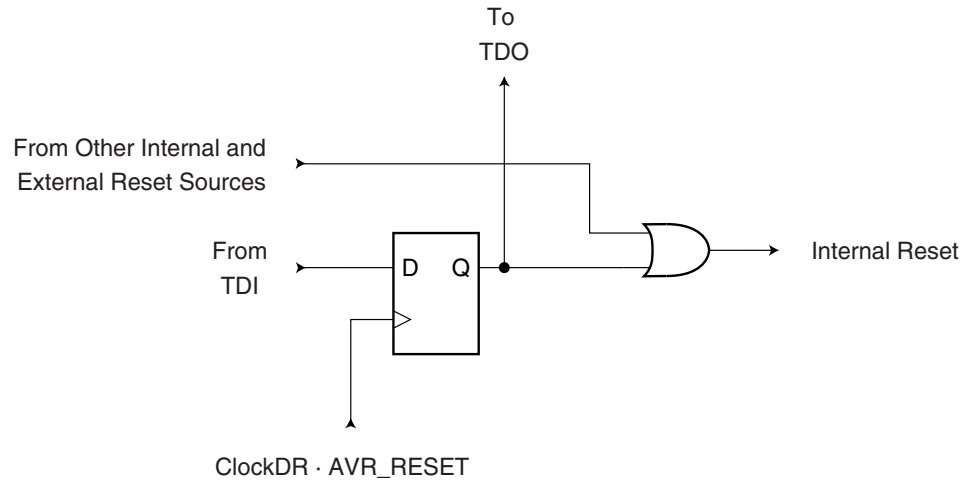 To
TDO
From Other Internal and
External Reset Sources
From
TDI
D
Q
Internal Reset
ClockDR · AVR_RESET